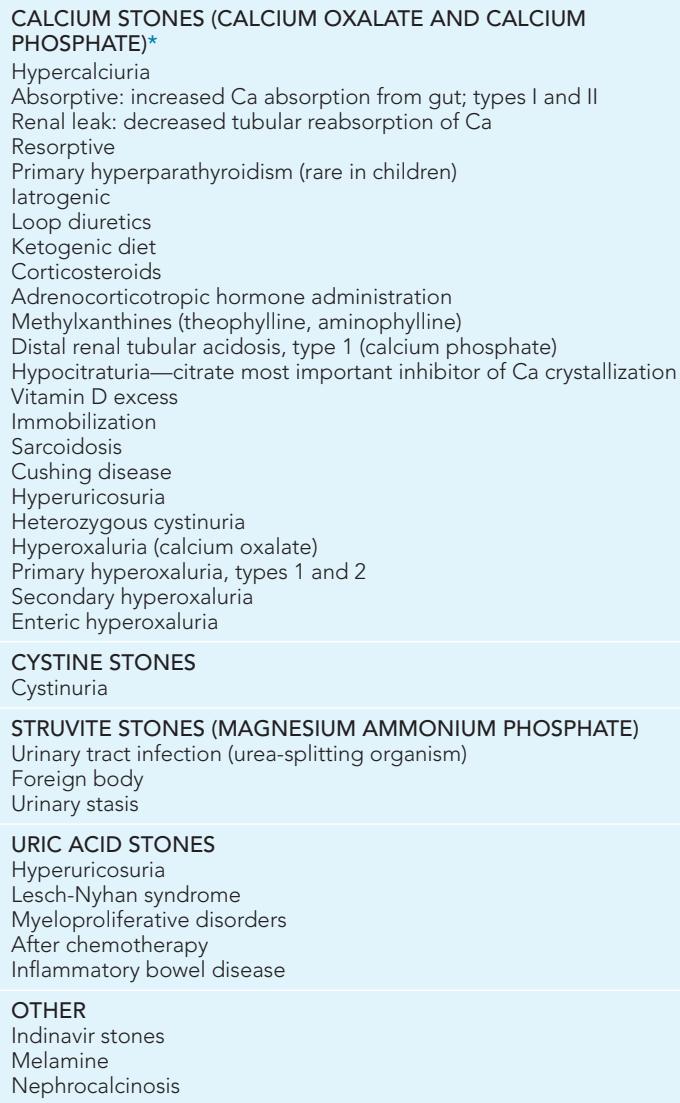 CALCIUM STONES (CALCIUM OXALATE AND CALCIUM
PHOSPHATE)*
Hypercalciuria
Absorptive: increased Ca absorption from gut; types I and II
Renal leak: decreased tubular reabsorption of Ca
Resorptive
Primary hyperparathyroidism (rare in children)
Iatrogenic
Loop diuretics
Ketogenic diet
Corticosteroids
Adrenocorticotropic hormone administration
Methylxanthines (theophylline, aminophylline)
Distal renal tubular acidosis, type 1 (calcium phosphate)
Hypocitraturia—citrate most important inhibitor of Ca crystallization
Vitamin D excess
Immobilization
Sarcoidosis
Cushing disease
Hyperuricosuria
Heterozygous cystinuria
Hyperoxaluria (calcium oxalate)
Primary hyperoxaluria, types 1 and 2
Secondary hyperoxaluria
Enteric hyperoxaluria
CYSTINE STONES
Cystinuria
STRUVITE STONES (MAGNESIUM AMMONIUM PHOSPHATE)
Urinary tract infection (urea-splitting organism)
Foreign body
Urinary stasis
URIC ACID STONES
Hyperuricosuria
Lesch-Nyhan syndrome
Myeloproliferative disorders
After chemotherapy
Inflammatory bowel disease
OTHER
Indinavir stones
Melamine
Nephrocalcinosis